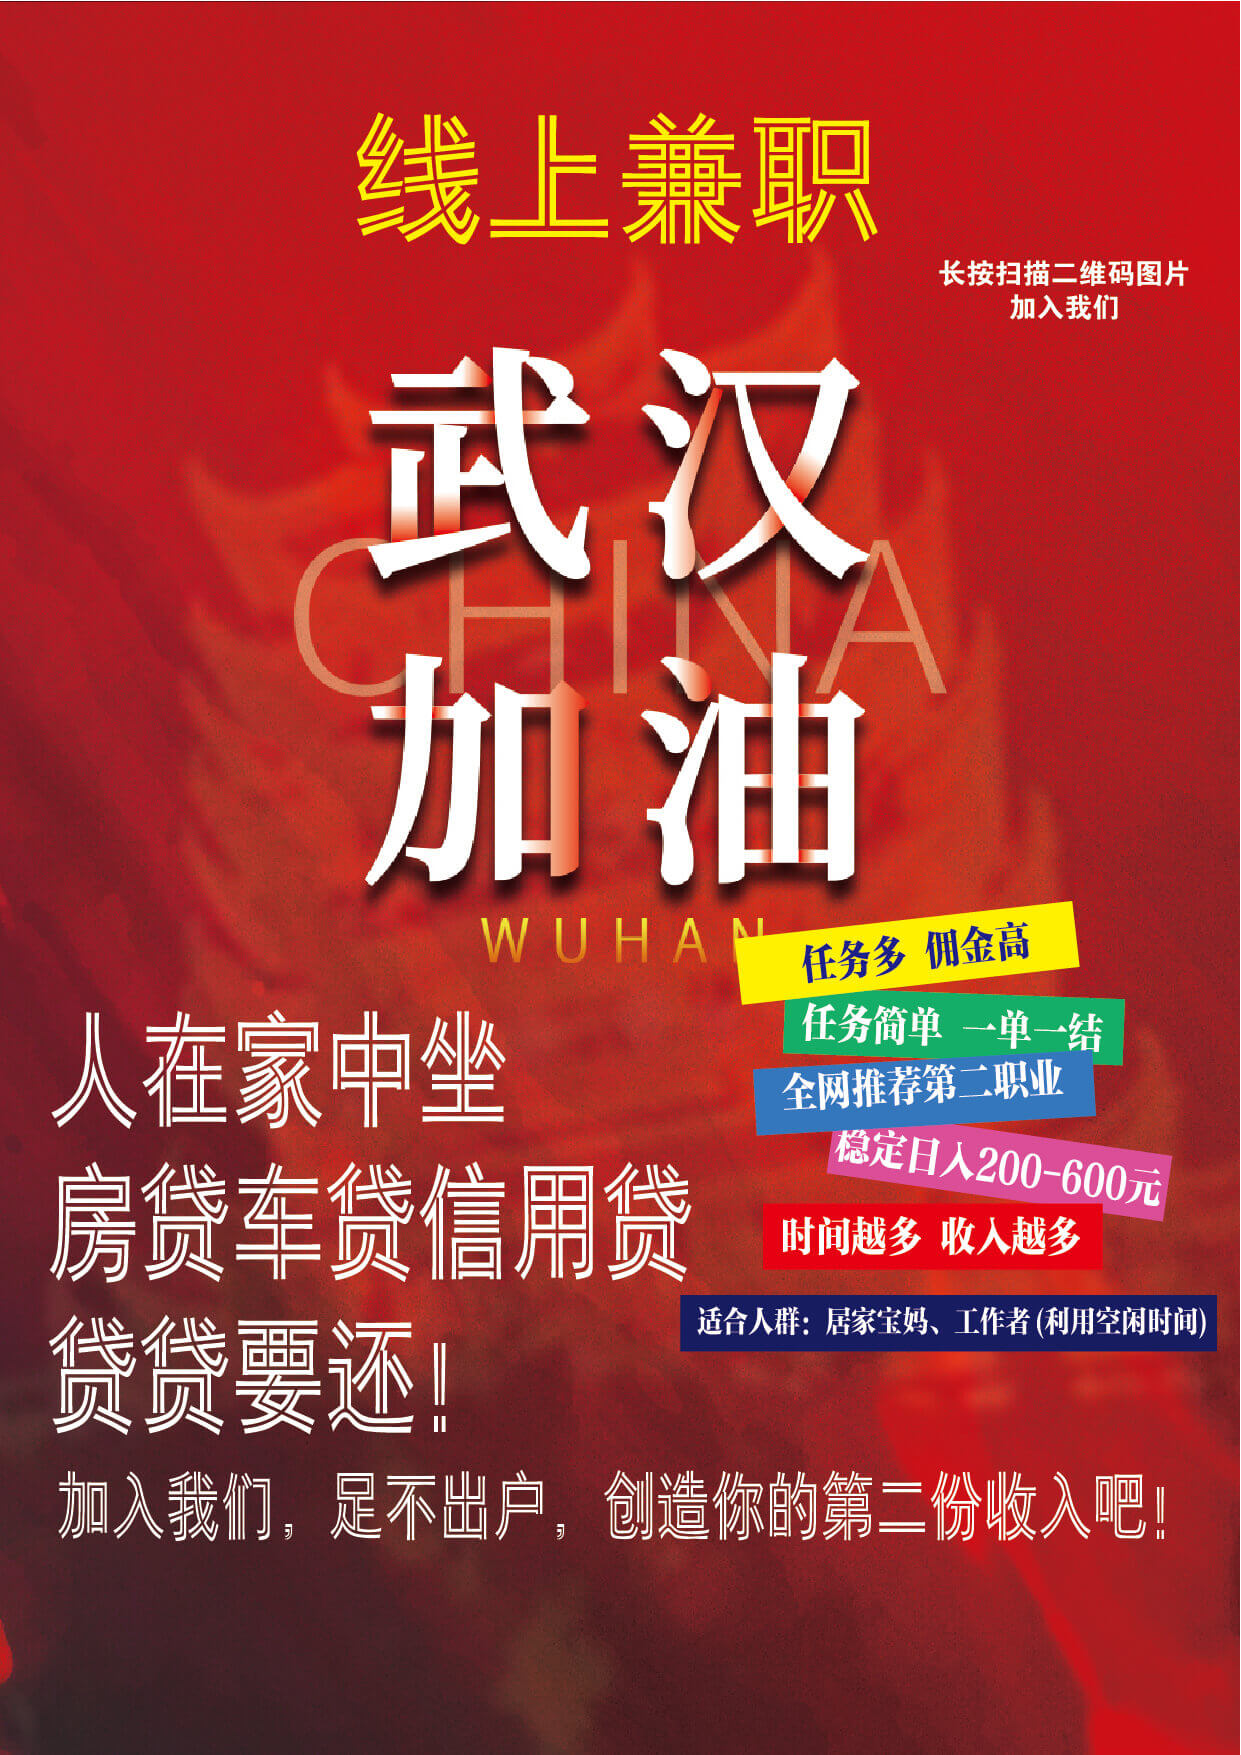 线上兼职
长按扫描二维码图片
加入我们
武汉
CHINA
加油
WUHAN
任务多 佣金高
任务简单 一单一结
全网推荐第二职业
稳定日入200-600元
时间越多 收入越多
适合人群：居家宝妈、工作者(利用空闲时间)
人在家中坐
房贷车贷信用贷
贷贷要还！
加入我们，足不出户，创造你的第二份收入吧！